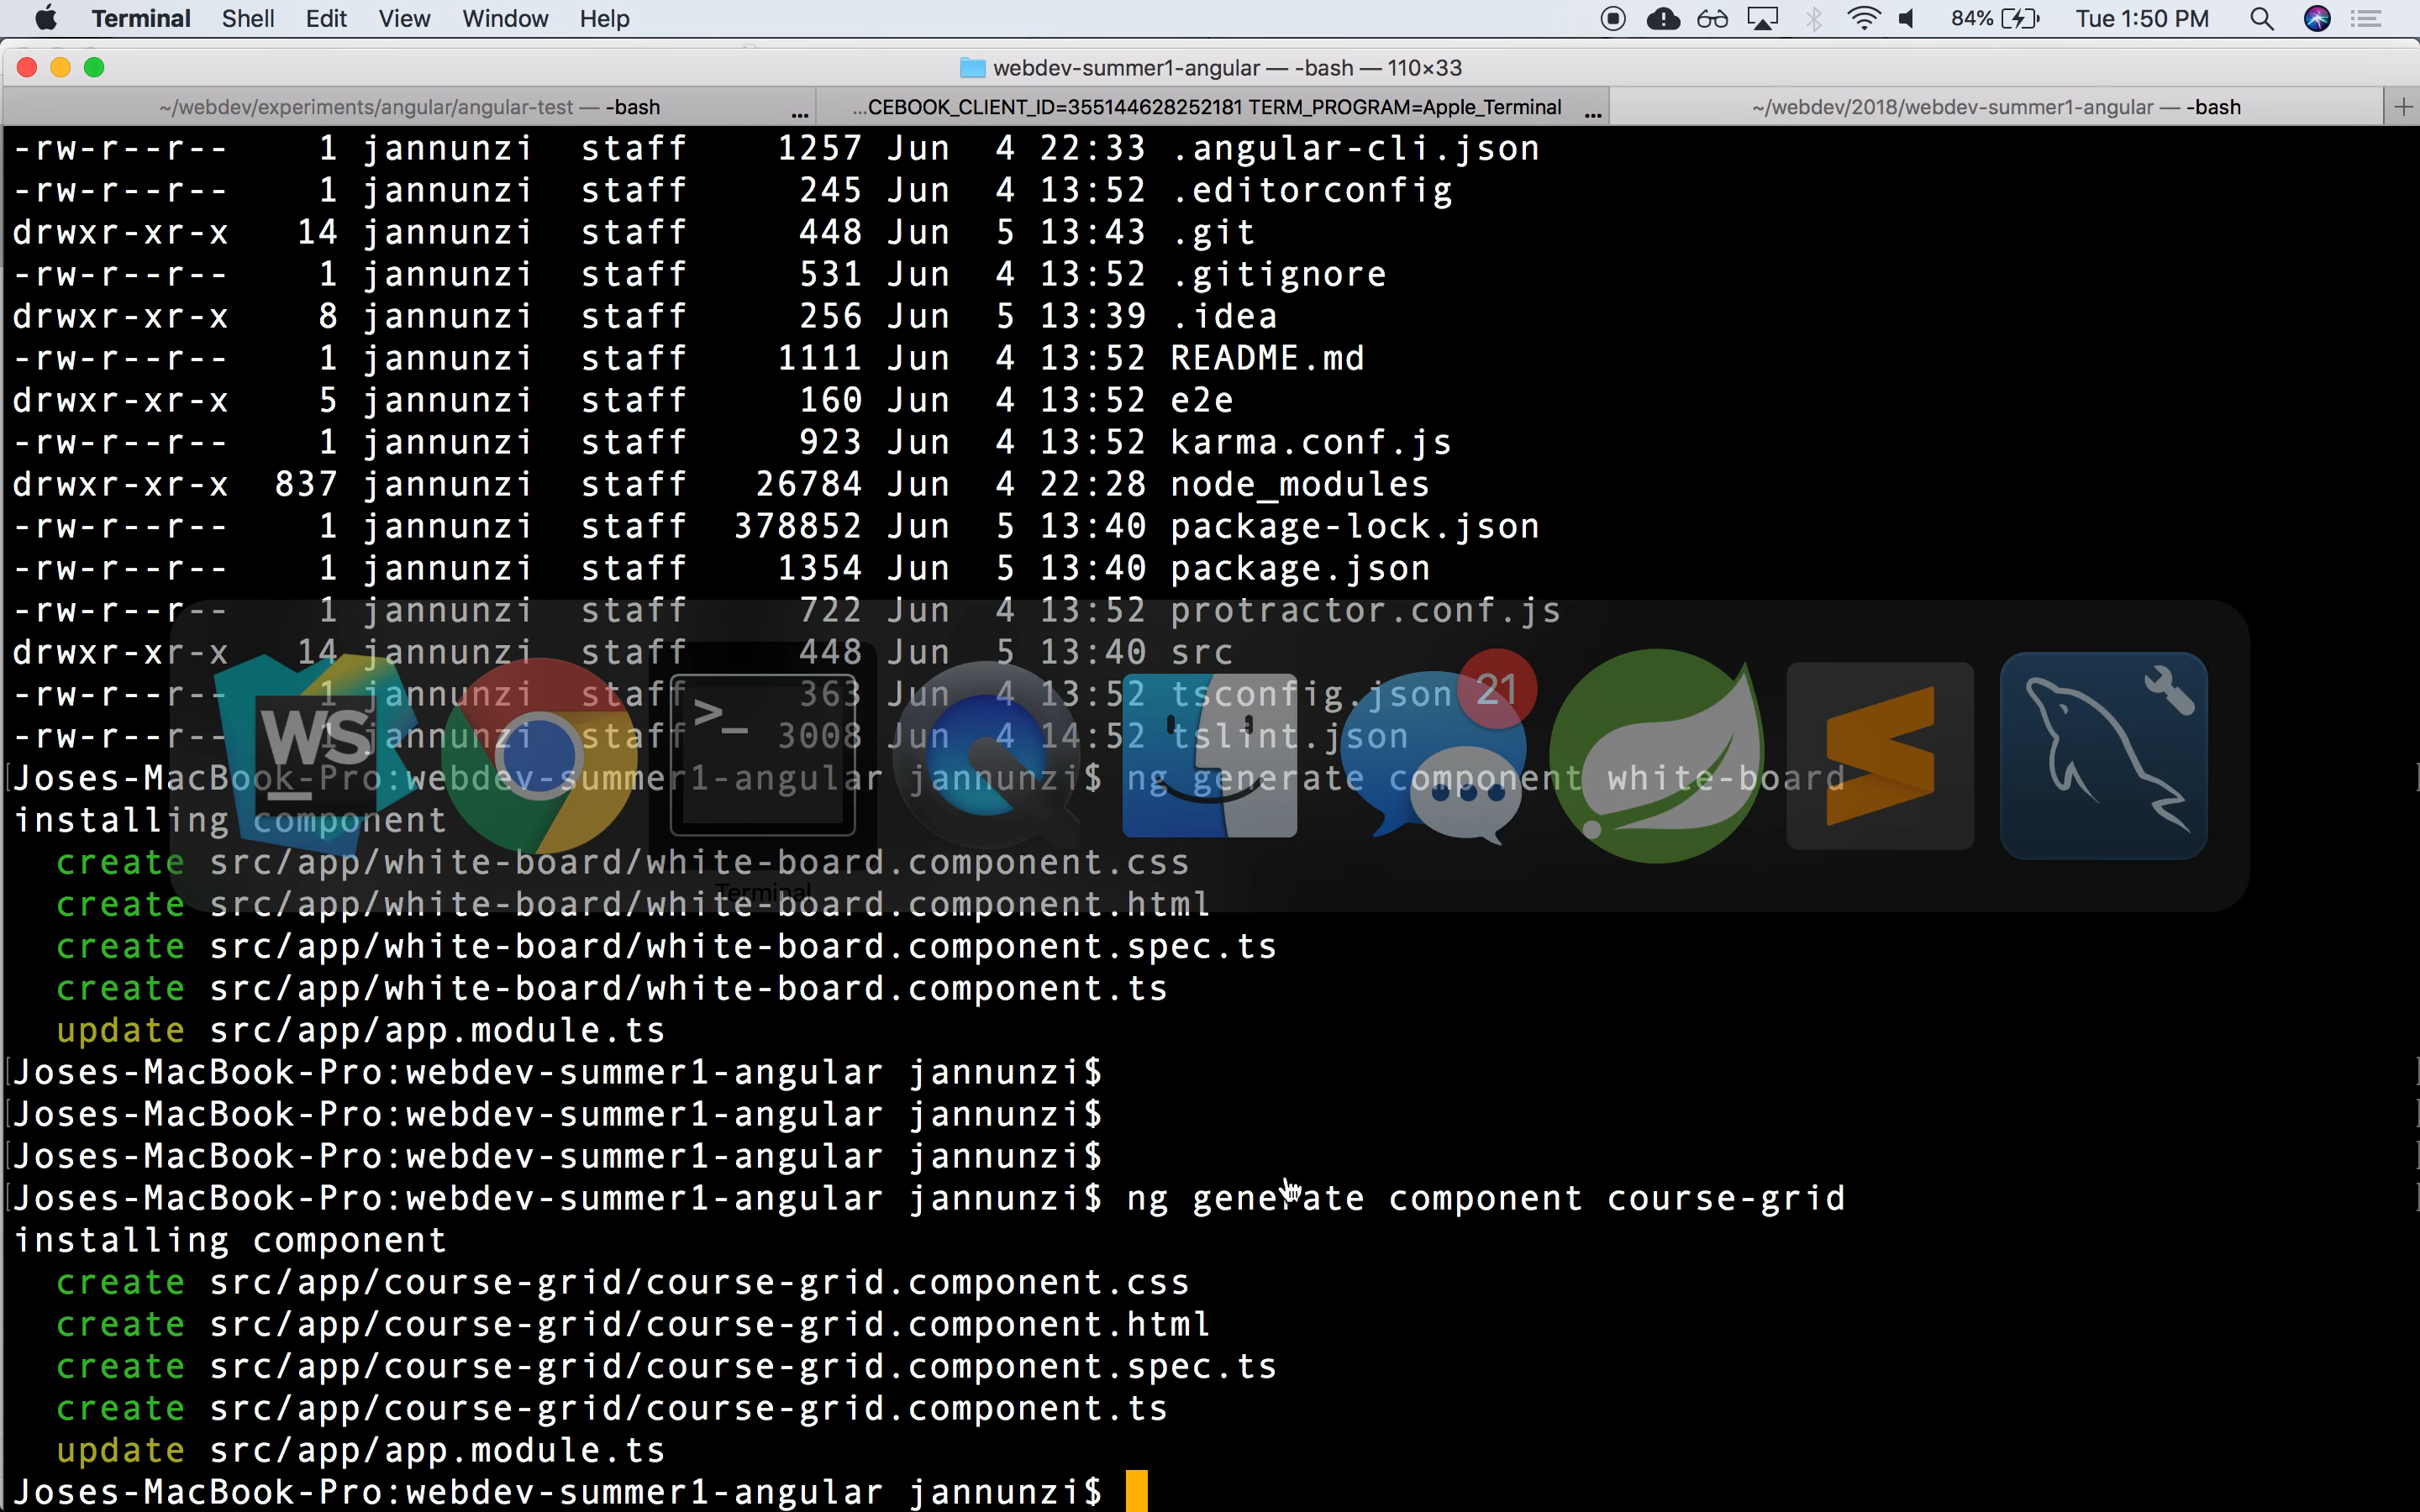 Terminal Shell Edit View Window Help 84% Tue 1:50 PM
webdev-summer1-angular — -bash — 110×33
~/webdev/experiments/angular/angular-test — -bash ... ...CEBOOK_CLIENT_ID=355144628252181 TERM_PROGRAM=Apple_Terminal ... ~/webdev/2018/webdev-summer1-angular — -bash +
-rw-r--r-- 1 jannunzi staff 1257 Jun 4 22:33 .angular-cli.json
-rw-r--r-- 1 jannunzi staff 245 Jun 4 13:52 .editorconfig
drwxr-xr-x 14 jannunzi staff 448 Jun 5 13:43 .git
-rw-r--r-- 1 jannunzi staff 531 Jun 4 13:52 .gitignore
drwxr-xr-x 8 jannunzi staff 256 Jun 5 13:39 .idea
-rw-r--r-- 1 jannunzi staff 1111 Jun 4 13:52 README.md
drwxr-xr-x 5 jannunzi staff 160 Jun 4 13:52 e2e
-rw-r--r-- 1 jannunzi staff 923 Jun 4 13:52 karma.conf.js
drwxr-xr-x 837 jannunzi staff 26784 Jun 4 22:28 node_modules
-rw-r--r-- 1 jannunzi staff 378852 Jun 5 13:40 package-lock.json
-rw-r--r-- 1 jannunzi staff 1354 Jun 5 13:40 package.json
-rw-r--r-- 1 jannunzi staff 722 Jun 4 13:52 protractor.conf.js
drwxr-xr-x 14 jannunzi staff 448 Jun 5 13:40 src
-rw-r--r-- 1 jannunzi staff 363 Jun 4 13:52 tsconfig.json
21
-rw-r--r-- 1 jannunzi staff 3008 Jun 4 14:52 tslint.json
WS
>_
Joses-MacBook-Pro:webdev-summer1-angular jannunzi$ ng generate component white-board
installing component
create src/app/white-board/white-board.component.css
Terminal
create src/app/white-board/white-board.component.html
create src/app/white-board/white-board.component.spec.ts
create src/app/white-board/white-board.component.ts
update src/app/app.module.ts
Joses-MacBook-Pro:webdev-summer1-angular jannunzi$
Joses-MacBook-Pro:webdev-summer1-angular jannunzi$
Joses-MacBook-Pro:webdev-summer1-angular jannunzi$
Joses-MacBook-Pro:webdev-summer1-angular jannunzi$ ng generate component course-grid
installing component
create src/app/course-grid/course-grid.component.css
create src/app/course-grid/course-grid.component.html
create src/app/course-grid/course-grid.component.spec.ts
create src/app/course-grid/course-grid.component.ts
update src/app/app.module.ts
Joses-MacBook-Pro:webdev-summer1-angular jannunzi$